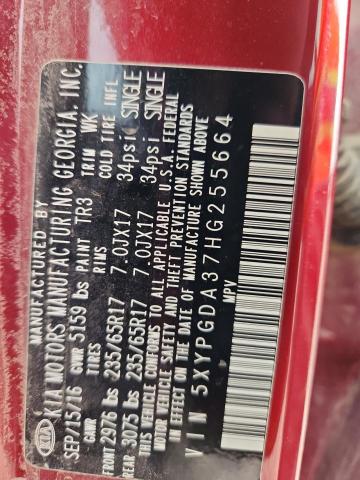 KIA
MANUFACTURED BY
KIA MOTORS MANUFACTURING GEORGIA, INC.
SEP/15/16 GVWR 5159 lbs PAINT TR3 TRIM WK
GAWR TIRES RIMS COLD TIRE INFL
FRONT 2976 lbs 235/65R17 7.0JX17 34psi SINGLE
REAR 3075 lbs 235/65R17 7.0JX17 34psi SINGLE
THIS VEHICLE CONFORMS TO ALL APPLICABLE U.S.A. FEDERAL
MOTOR VEHICLE SAFETY AND THEFT PREVENTION STANDARDS
IN EFFECT ON THE DATE OF MANUFACTURE SHOWN ABOVE
VIN 5XYPGDA37HG255664
MPV